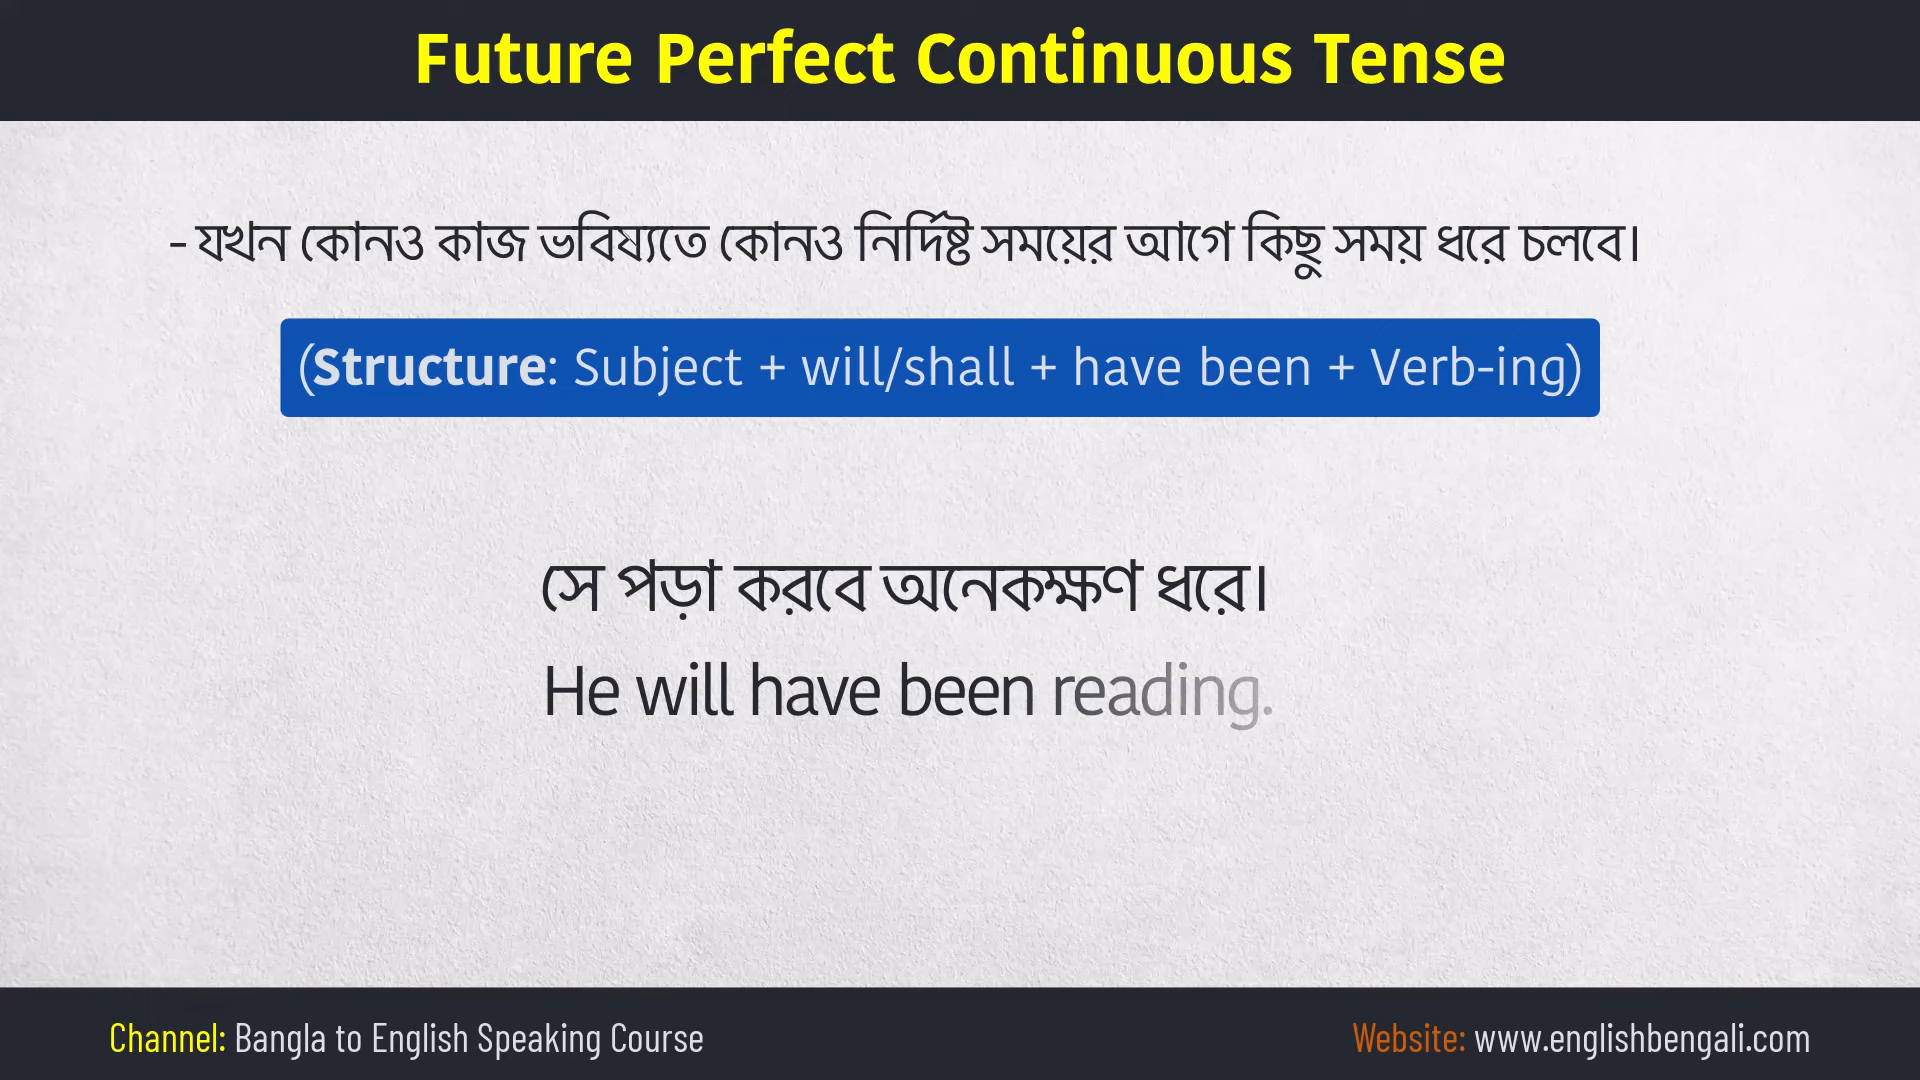 Future Perfect Continuous Tense
- যখন কোনও কাজ ভবিষ্যতে কোনও নির্দিষ্ট সময়ের আগে কিছু সময় ধরে চলবে।
(Structure: Subject + will/shall + have been + Verb-ing)
সে পড়া করবে অনেকক্ষণ ধরে।
He will have been reading.
Channel: Bangla to English Speaking Course
Website: www.englishbengali.com